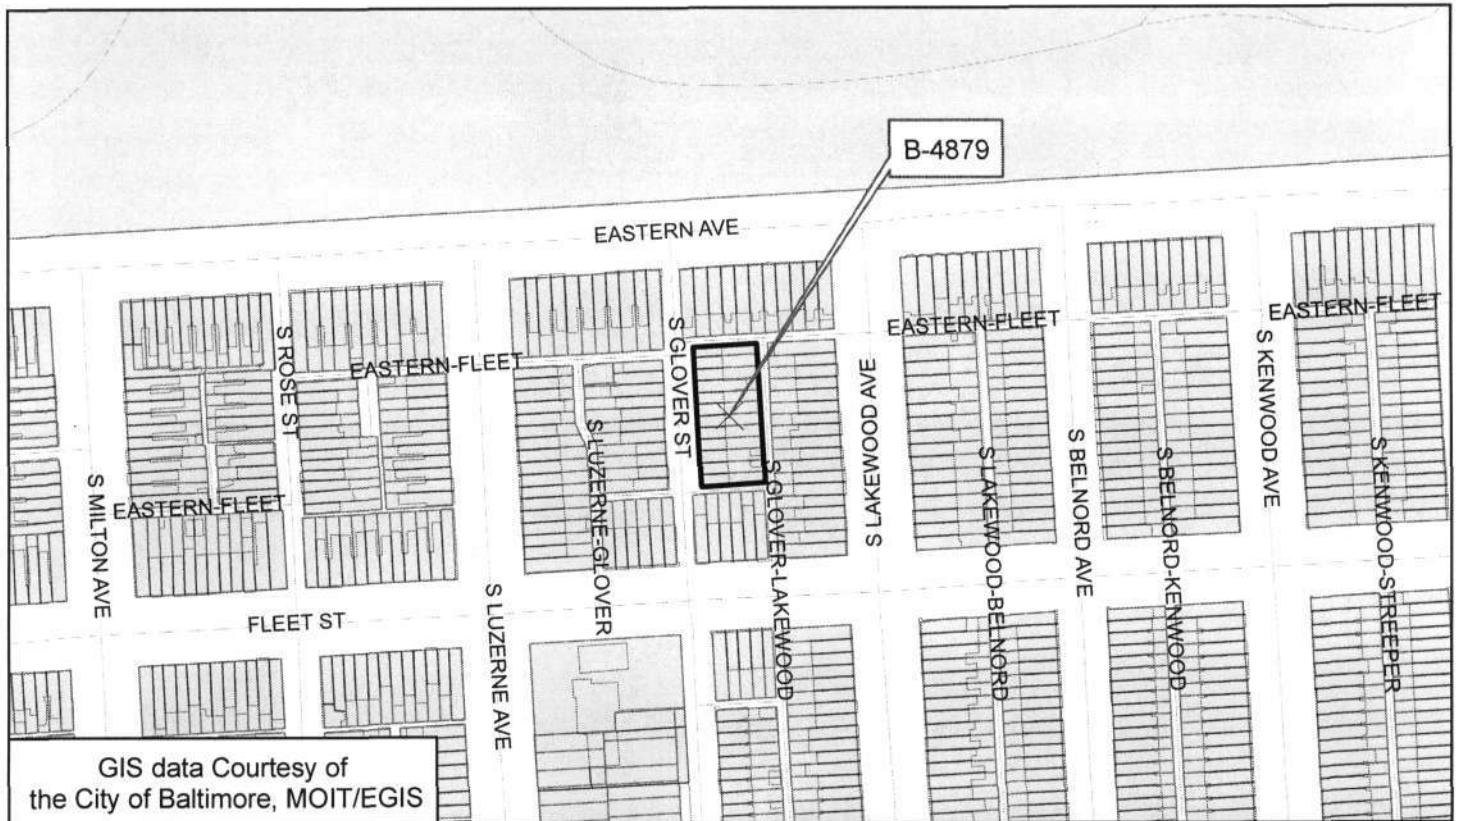 B-4879
EASTERN AVE
EASTERN-FLEET
EASTERN-FLEET
EASTERN-FLEET
EASTERN-FLEET
S ROSE ST
S GLOVER ST
S LAKEWOOD AVE
S KENWOOD AVE
S MILTON AVE
S LUZERNE-GLOVER
S GLOVER-LAKEWOOD
S LAKEWOOD-BELNORD
S BELNORD AVE
S BELNORD-KENWOOD
S KENWOOD-STREEPER
FLEET ST
S LUZERNE AVE
GIS data Courtesy of
the City of Baltimore, MOIT/EGIS